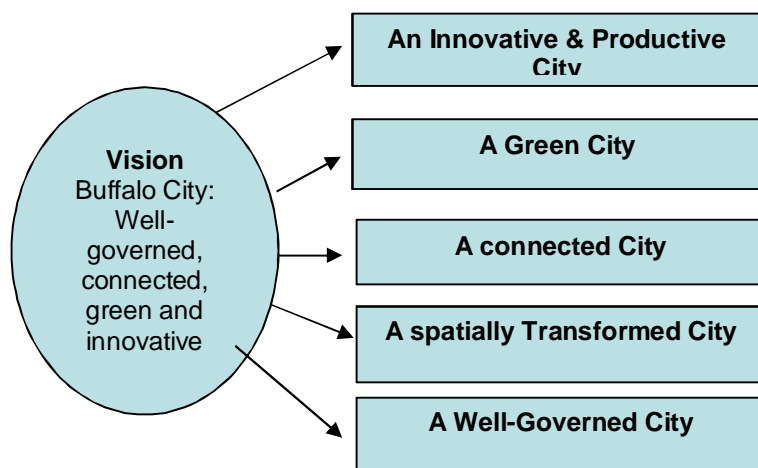 Vision
Buffalo City:
Well-
governed,
connected,
green and
innovative
An Innovative & Productive
City
A Green City
A connected City
A spatially Transformed City
A Well-Governed City